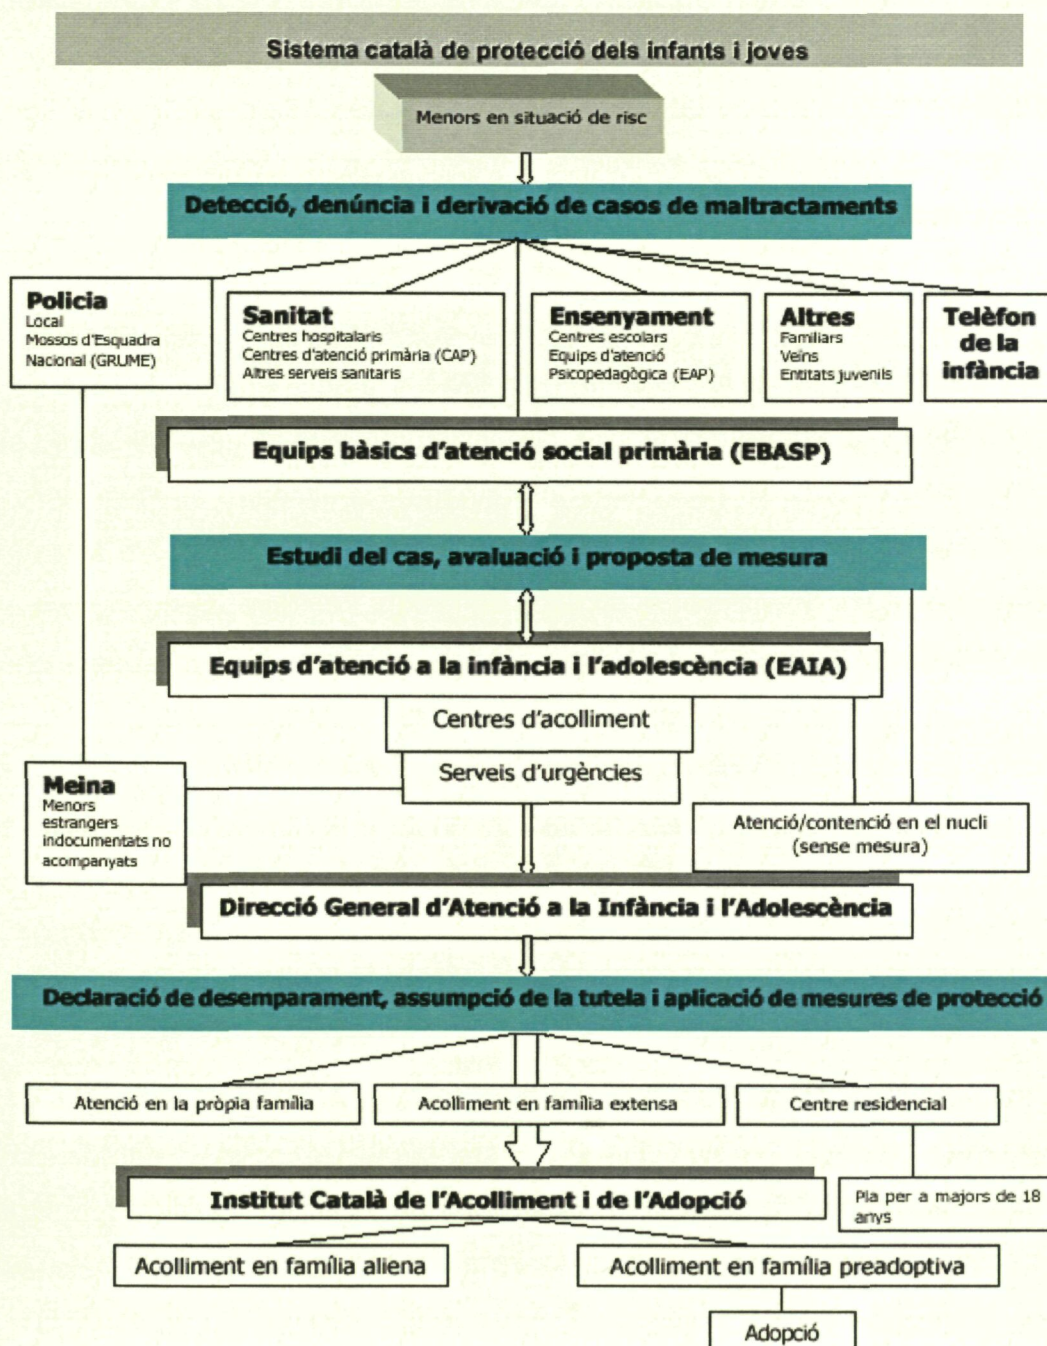 Sistema català de protecció dels infants i joves
Menors en situació de risc
Detecció, denúncia i derivació de casos de maltractaments
Policia
Local
Mossos d'Esquadra
Nacional (GRUME)
Sanitat
Centres hospitalaris
Centres d'atenció primària (CAP)
Altres serveis sanitaris
Ensenyament
Centres escolars
Equips d'atenció
Psicopedagògica (EAP)
Altres
Familiars
Veïns
Entitats juvenils
Telèfon
de la
infància
Equips bàsics d'atenció social primària (EBASP)
Estudi del cas, avaluació i proposta de mesura
Equips d'atenció a la infància i l'adolescència (EAIA)
Centres d'acolliment
Serveis d'urgències
Meina
Menors
estrangers
indocumentats no
acompanyats
Atenció/contenció en el nucli
(sense mesura)
Direcció General d'Atenció a la Infància i l'Adolescència
Declaració de desemparament, assumpció de la tutela i aplicació de mesures de protecció
Atenció en la pròpia família
Acolliment en família extensa
Centre residencial
Institut Català de l'Acolliment i de l'Adopció
Pla per a majors de 18
anys
Acolliment en família aliena
Acolliment en família preadoptiva
Adopció